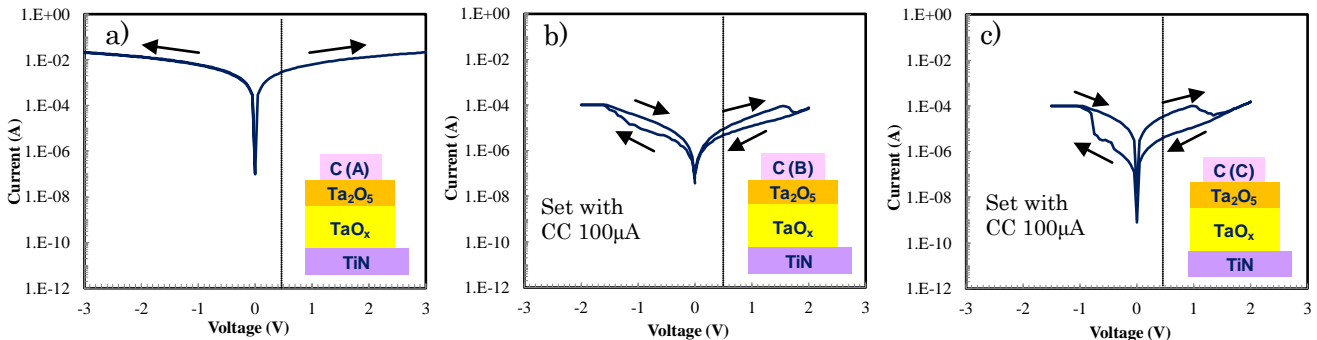 a)
Current (A)
1.E+00
1.E-02
1.E-04
1.E-06
1.E-08
1.E-10
1.E-12
C (A)
Ta₂O₅
TaOₓ
TiN
-3 -2 -1 0 1 2 3
Voltage (V)
b)
Current (A)
1.E+00
1.E-02
1.E-04
1.E-06
1.E-08
1.E-10
1.E-12
Set with
CC 100μA
C (B)
Ta₂O₅
TaOₓ
TiN
-3 -2 -1 0 1 2 3
Voltage (V)
c)
Current (A)
1.E+00
1.E-02
1.E-04
1.E-06
1.E-08
1.E-10
1.E-12
Set with
CC 100μA
C (C)
Ta₂O₅
TaOₓ
TiN
-2 -1 0 1 2 3
Voltage (V)